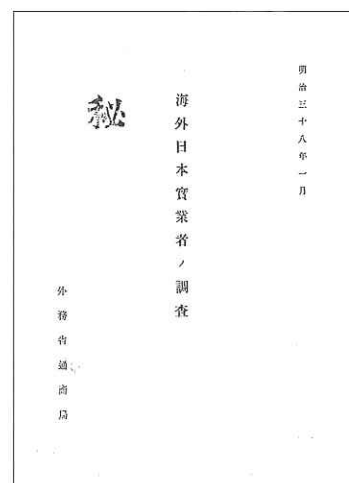 明治三十八年一月
海外日本實業者ノ調査
秘
外務省通商局